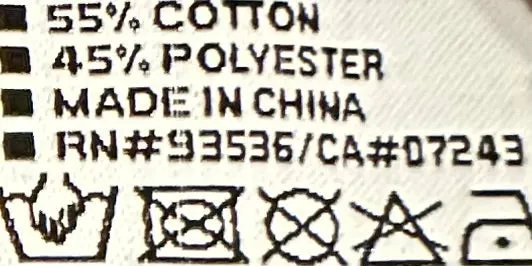 55% COTTON
45% POLYESTER
MADE IN CHINA
RN#93536/CA#07243